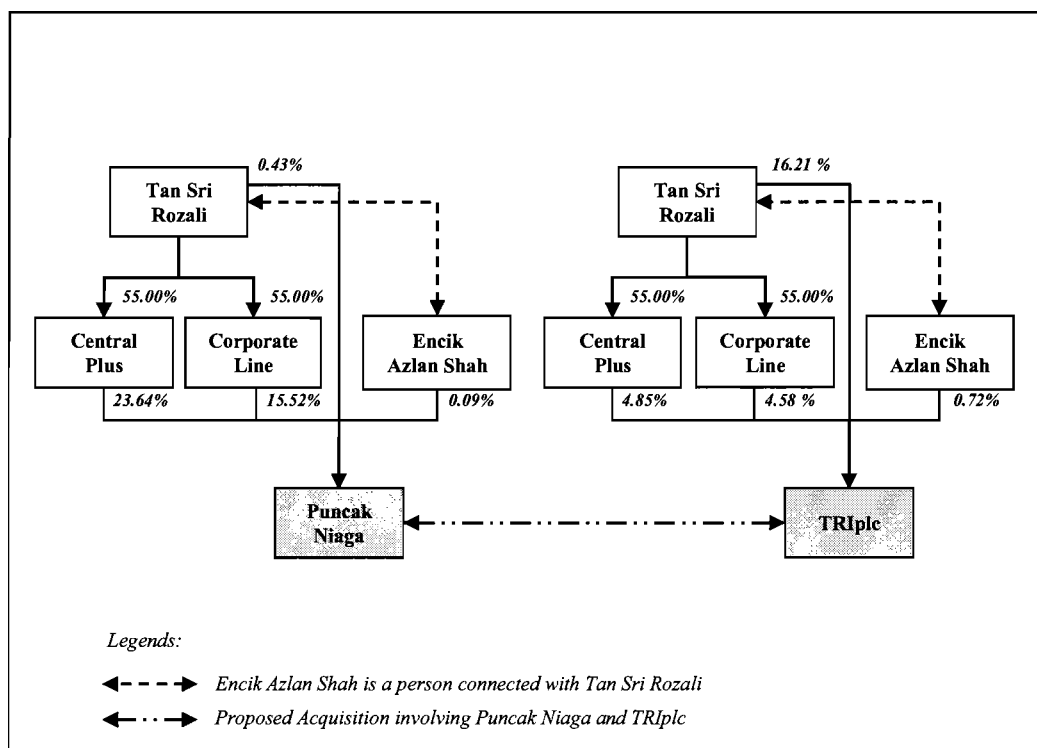 0.43%
Tan Sri
Rozali
55.00%
55.00%
Central
Plus
Corporate
Line
Encik
Azlan Shah
23.64%
15.52%
0.09%
Puncak
Niaga
16.21 %
Tan Sri
Rozali
55.00%
55.00%
Central
Plus
Corporate
Line
Encik
Azlan Shah
4.85%
4.58 %
0.72%
TRIplc
Legends:
Encik Azlan Shah is a person connected with Tan Sri Rozali
Proposed Acquisition involving Puncak Niaga and TRIplc